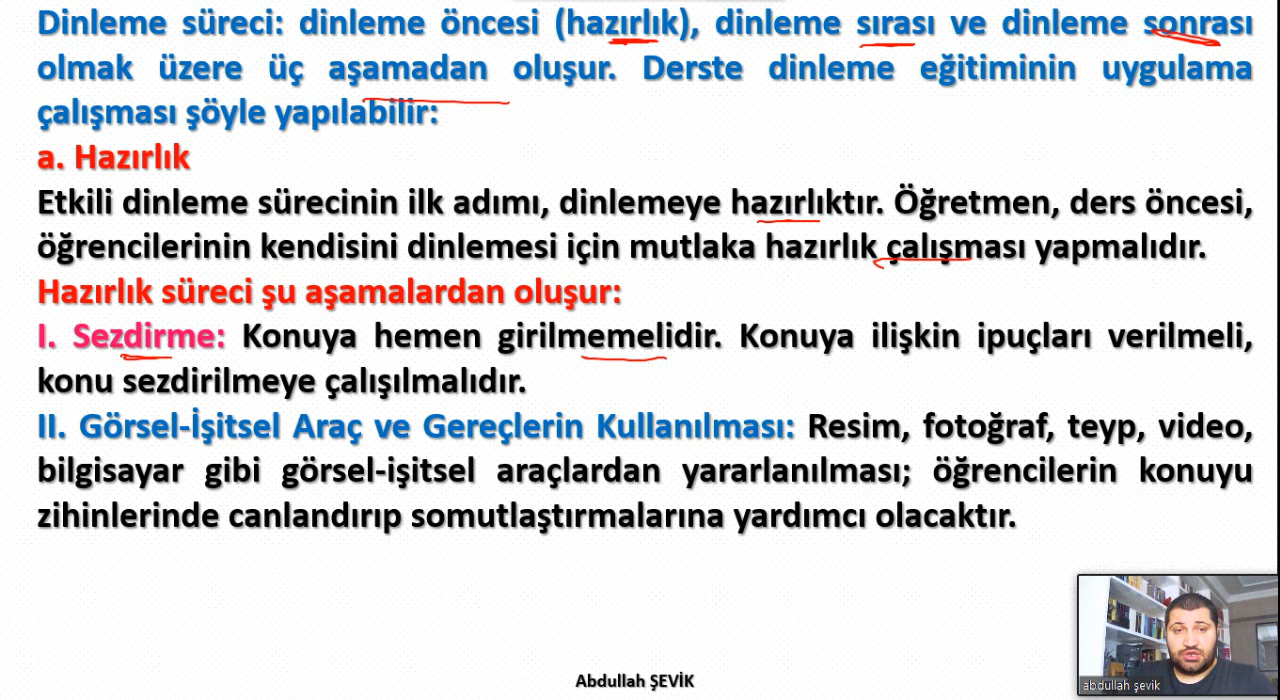 Dinleme süreci: dinleme öncesi (hazırlık), dinleme sırası ve dinleme sonrası
olmak üzere üç aşamadan oluşur. Derste dinleme eğitiminin uygulama
çalışması şöyle yapılabilir:
a. Hazırlık
Etkili dinleme sürecinin ilk adımı, dinlemeye hazırlıktır. Öğretmen, ders öncesi,
öğrencilerinin kendisini dinlemesi için mutlaka hazırlık çalışması yapmalıdır.
Hazırlık süreci şu aşamalardan oluşur:
I. Sezdirme: Konuya hemen girilmemelidir. Konuya ilişkin ipuçları verilmeli,
konu sezdirilmeye çalışılmalıdır.
II. Görsel-İşitsel Araç ve Gereçlerin Kullanılması: Resim, fotoğraf, teyp, video,
bilgisayar gibi görsel-işitsel araçlardan yararlanılması; öğrencilerin konuyu
zihinlerinde canlandırıp somutlaştırmalarına yardımcı olacaktır.
abdullah şevik
Abdullah ŞEVİK